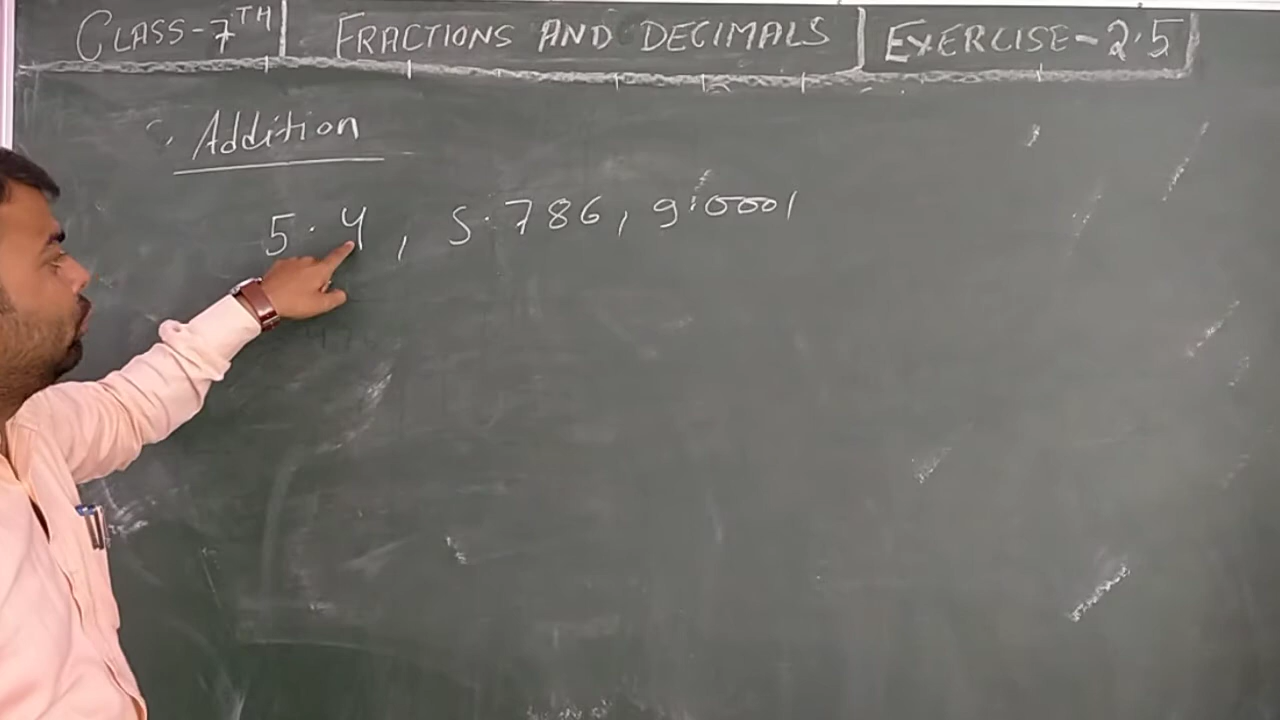 CLASS-7TH | FRACTIONS AND DECIMALS | EXERCISE-2.5
Addition
5.4, 5.786, 9.0001